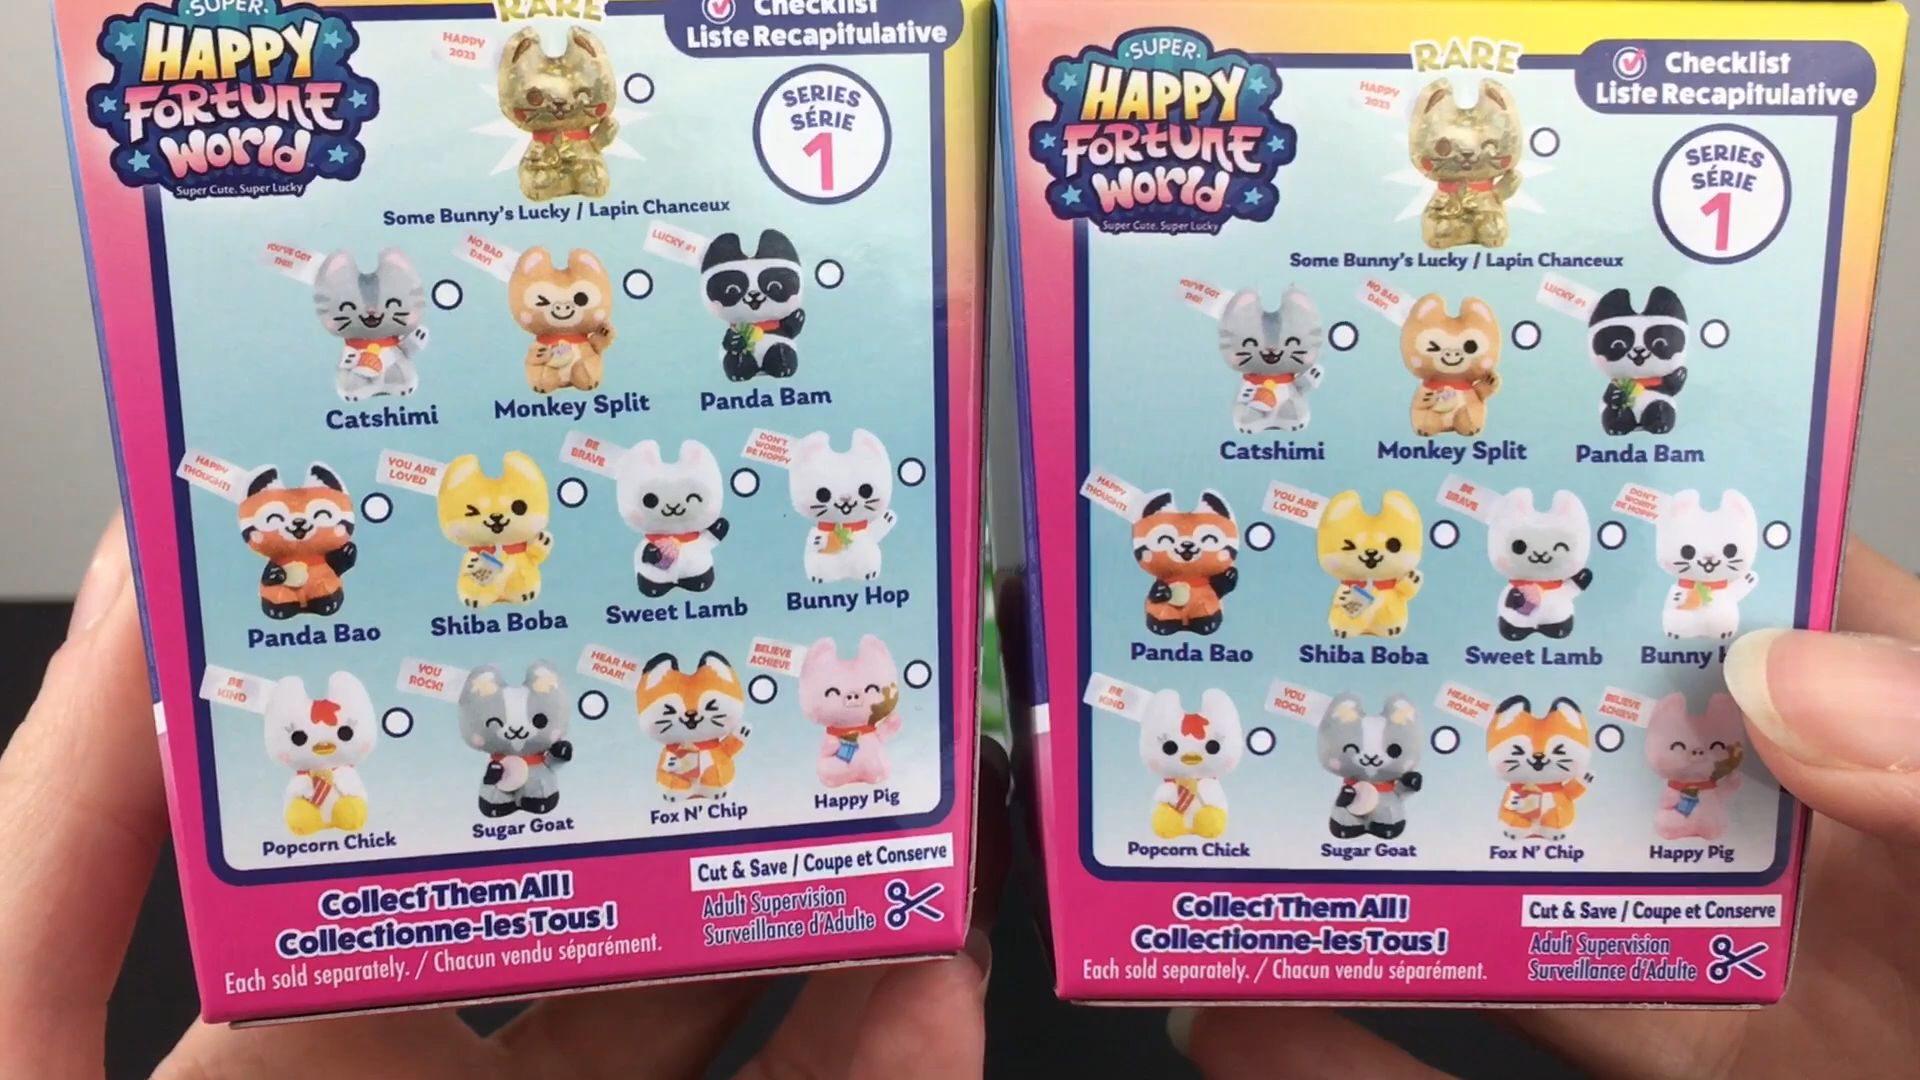 SUPER
HAPPY
FORTUNE
WORLD
Super Cute. Super Lucky
RARE
HAPPY
2023
Checklist
Liste Recapitulative
SERIES
SÉRIE
1
Some Bunny's Lucky / Lapin Chanceux
YOU'VE GOT
THIS!
NO BAD
DAYS
LUCKY #1
Catshimi
Monkey Split
Panda Bam
HAPPY
THOUGHTS
YOU ARE
LOVED
BE
BRAVE
DON'T
WORRY
BE HOPPY
Panda Bao
Shiba Boba
Sweet Lamb
Bunny Hop
BE
KIND
YOU
ROCK!
HEAR ME
ROAR!
BELIEVE
ACHIEVE
Popcorn Chick
Sugar Goat
Fox N' Chip
Happy Pig
Collect Them All!
Collectionne-les Tous !
Each sold separately. / Chacun vendu séparément.
Cut & Save / Coupe et Conserve
Adult Supervision
Surveillance d'Adulte
·SUPER·
HAPPY
FORTUNE
WORLD
Super Cute. Super Lucky
RARE
HAPPY
2023
Checklist
Liste Recapitulative
SERIES
SÉRIE
1
Some Bunny's Lucky / Lapin Chanceux
YOU'VE GOT
THIS!
NO BAD
DAYS
LUCKY #1
Catshimi
Monkey Split
Panda Bam
HAPPY
THOUGHTS
YOU ARE
LOVED
BE
BRAVE
DON'T
WORRY
BE HOPPY
Panda Bao
Shiba Boba
Sweet Lamb
Bunny
BE
KIND
YOU
ROCK!
HEAR ME
ROAR!
BELIEVE
ACHIEVE
Popcorn Chick
Sugar Goat
Fox N' Chip
Happy Pig
Collect Them All!
Collectionne-les Tous !
Each sold separately. / Chacun vendu séparément.
Cut & Save / Coupe et Conserve
Adult Supervision
Surveillance d'Adulte